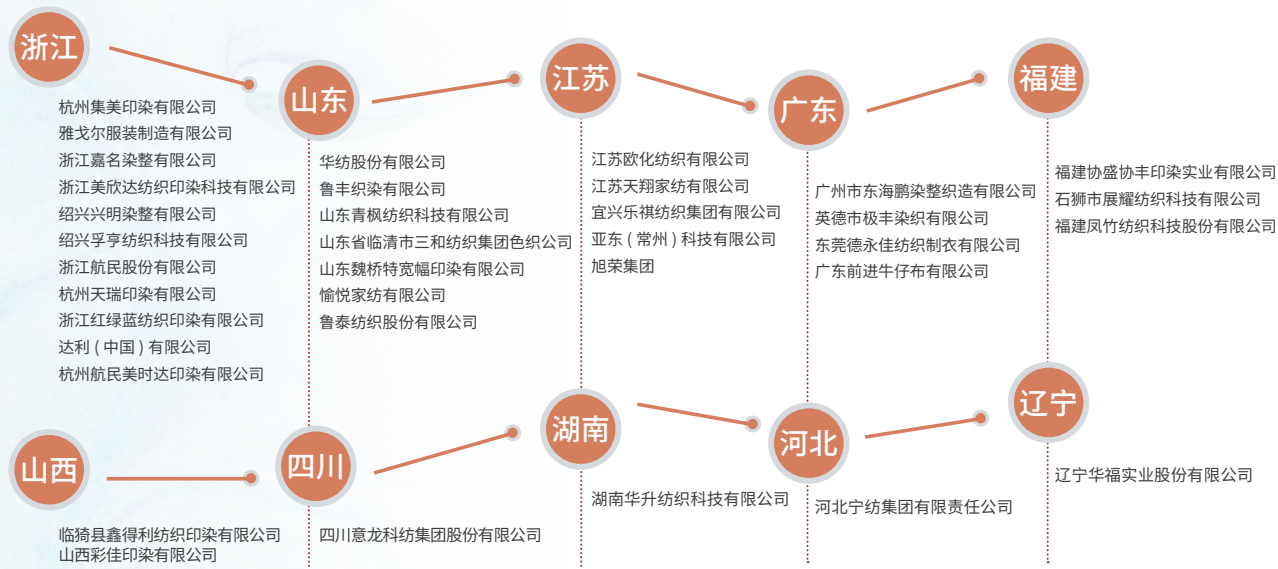 浙江
杭州集美印染有限公司
雅戈尔服装制造有限公司
浙江嘉名染整有限公司
浙江美欣达纺织印染科技有限公司
绍兴兴明染整有限公司
绍兴孚亨纺织科技有限公司
浙江航民股份有限公司
杭州天瑞印染有限公司
浙江红绿蓝纺织印染有限公司
达利 ( 中国 ) 有限公司
杭州航民美时达印染有限公司
山东
华纺股份有限公司
鲁丰织染有限公司
山东青枫纺织科技有限公司
山东省临清市三和纺织集团色织公司
山东魏桥特宽幅印染有限公司
愉悦家纺有限公司
鲁泰纺织股份有限公司
江苏
江苏欧化纺织有限公司
江苏天翔家纺有限公司
宜兴乐祺纺织集团有限公司
亚东 ( 常州 ) 科技有限公司
旭荣集团
广东
广州市东海鹏染整织造有限公司
英德市极丰染织有限公司
东莞德永佳纺织制衣有限公司
广东前进牛仔布有限公司
福建
福建协盛协丰印染实业有限公司
石狮市展耀纺织科技有限公司
福建凤竹纺织科技股份有限公司
山西
临猗县鑫得利纺织印染有限公司
山西彩佳印染有限公司
四川
四川意龙科纺集团股份有限公司
湖南
湖南华升纺织科技有限公司
河北
河北宁纺集团有限责任公司
辽宁
辽宁华福实业股份有限公司